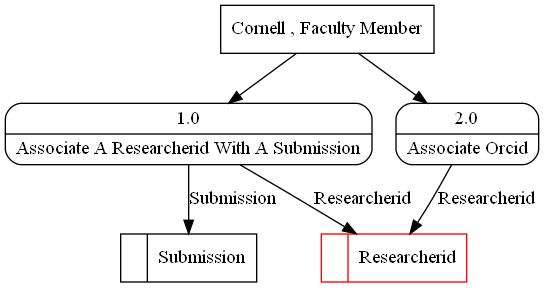 Cornell , Faculty Member
1.0
Associate A Researcherid With A Submission
2.0
Associate Orcid
Submission
Researcherid
Researcherid
Submission
Researcherid